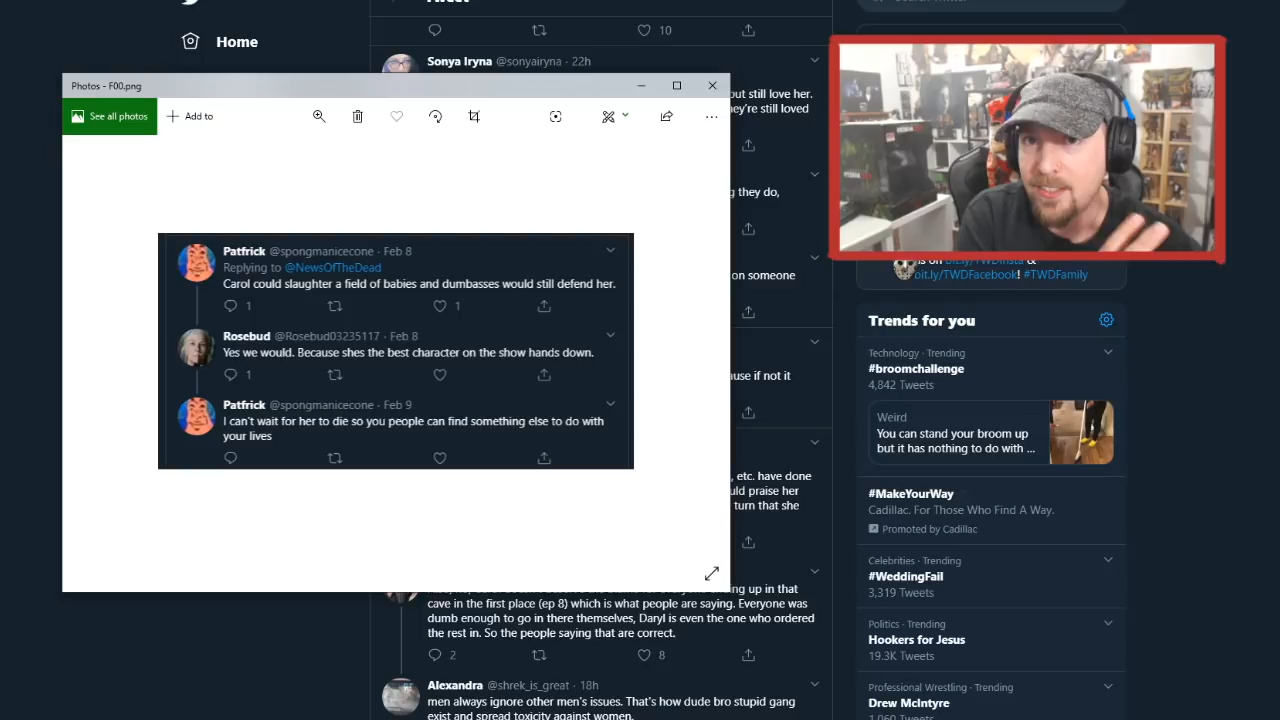 Tweet
Home
10
Sonya Iryna @sonyairyna · 22h
but still love her.
they're still loved
they do,
on someone
ause if not it
, etc. have done
uld praise her
turn that she
Photos - F00.png
See all photos
Add to
Patfrick @spongmanicecone · Feb 8
Replying to @NewsOfTheDead
Carol could slaughter a field of babies and dumbasses would still defend her.
1
1
Rosebud @Rosebud03235117 · Feb 8
Yes we would. Because shes the best character on the show hands down.
1
Patfrick @spongmanicecone · Feb 9
I can't wait for her to die so you people can find something else to do with
your lives
ing up in that
cave in the first place (ep 8) which is what people are saying. Everyone was
dumb enough to go in there themselves, Daryl is even the one who ordered
the rest in. So the people saying that are correct.
2
8
Alexandra @shrek_is_great · 18h
men always ignore other men's issues. That's how dude bro stupid gang
exist and spread toxicity against women.
bit.ly/TWDFacebook! #TWDFamily
Trends for you
Technology · Trending
#broomchallenge
4,842 Tweets
Weird
You can stand your broom up
but it has nothing to do with ...
#MakeYourWay
Cadillac. For Those Who Find A Way.
Promoted by Cadillac
Celebrities · Trending
#WeddingFail
3,319 Tweets
Politics · Trending
Hookers for Jesus
19.3K Tweets
Professional Wrestling · Trending
Drew McIntyre
1,060 Tweets